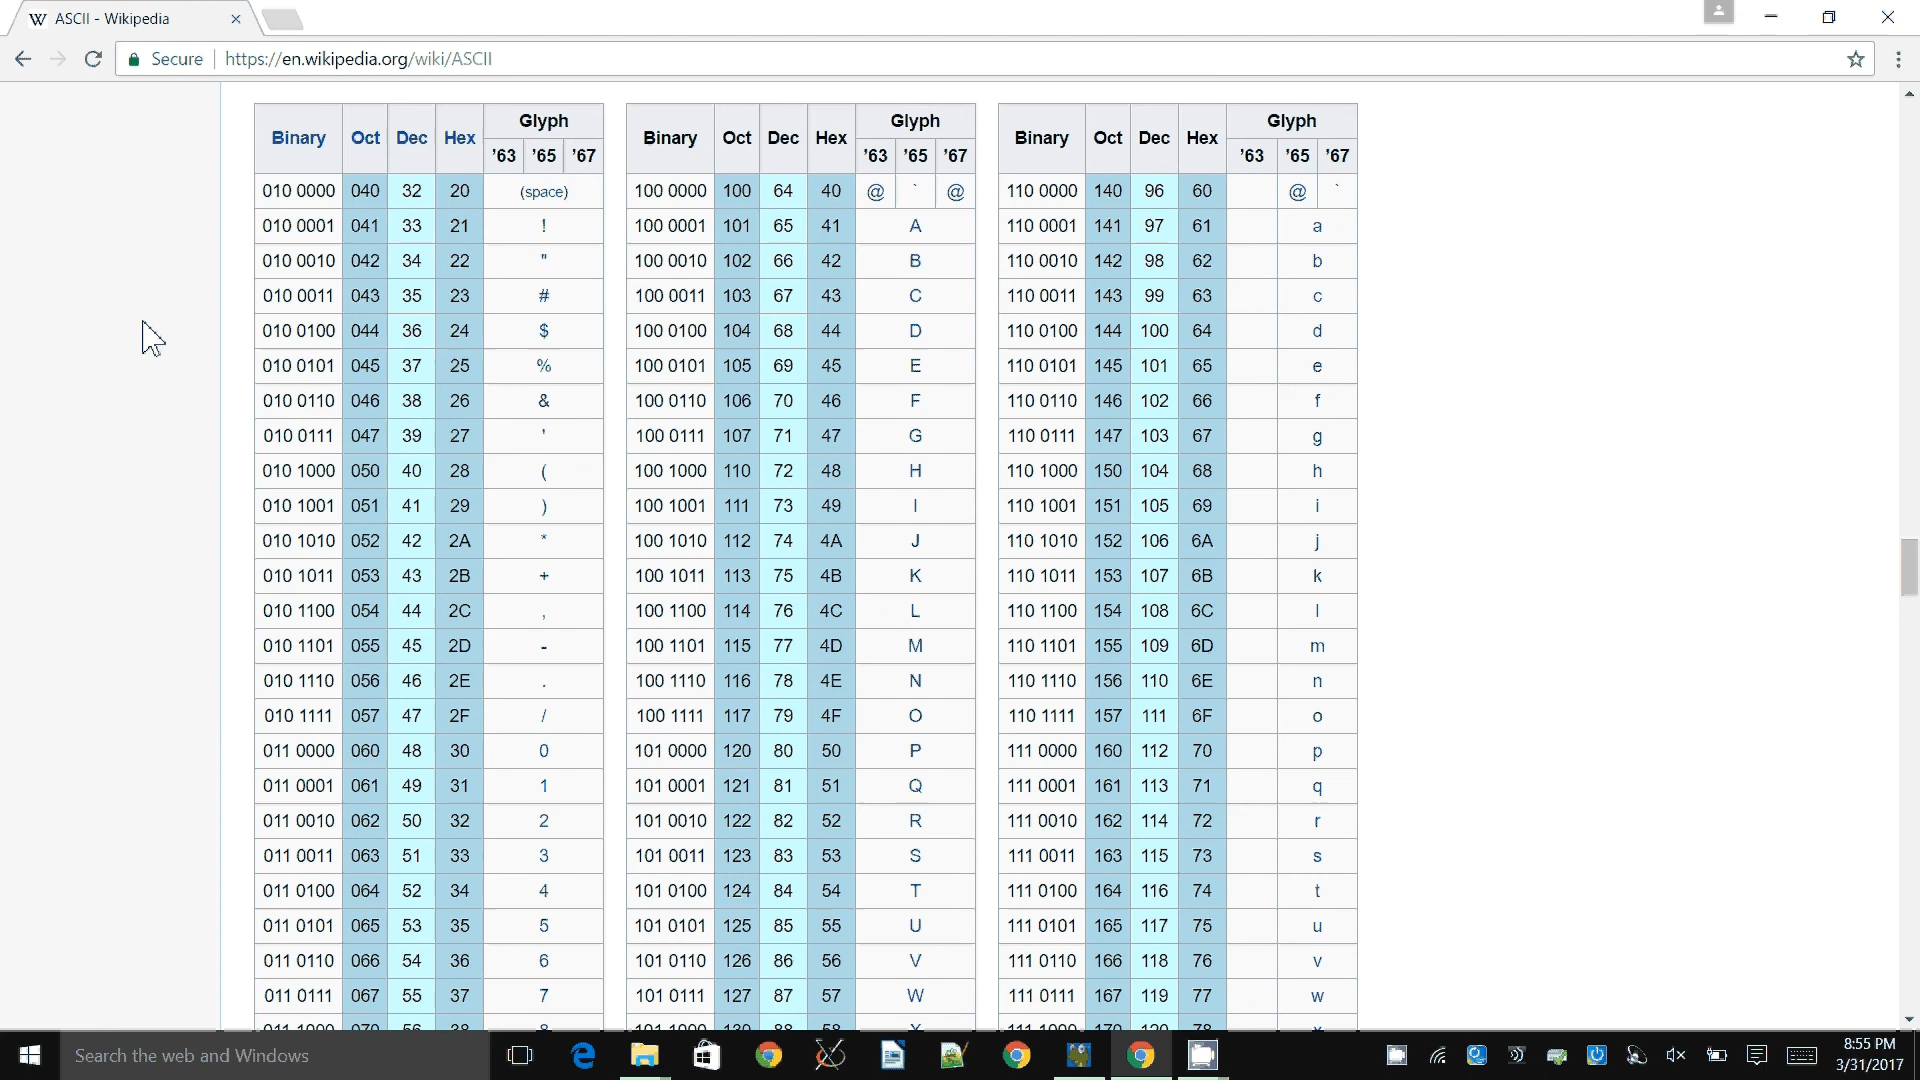 ASCII - Wikipedia
Secure | https://en.wikipedia.org/wiki/ASCII
Binary Oct Dec Hex Glyph Binary Oct Dec Hex Glyph Binary Oct Dec Hex Glyph
’63 ’65 ’67 ’63 ’65 ’67 ’63 ’65 ’67
010 0000 040 32 20 (space) 100 0000 100 64 40 @ ` @ 110 0000 140 96 60 @ `
010 0001 041 33 21 ! 100 0001 101 65 41 A 110 0001 141 97 61 a
010 0010 042 34 22 " 100 0010 102 66 42 B 110 0010 142 98 62 b
010 0011 043 35 23 # 100 0011 103 67 43 C 110 0011 143 99 63 c
010 0100 044 36 24 $ 100 0100 104 68 44 D 110 0100 144 100 64 d
010 0101 045 37 25 % 100 0101 105 69 45 E 110 0101 145 101 65 e
010 0110 046 38 26 & 100 0110 106 70 46 F 110 0110 146 102 66 f
010 0111 047 39 27 ' 100 0111 107 71 47 G 110 0111 147 103 67 g
010 1000 050 40 28 ( 100 1000 110 72 48 H 110 1000 150 104 68 h
010 1001 051 41 29 ) 100 1001 111 73 49 I 110 1001 151 105 69 i
010 1010 052 42 2A * 100 1010 112 74 4A J 110 1010 152 106 6A j
010 1011 053 43 2B + 100 1011 113 75 4B K 110 1011 153 107 6B k
010 1100 054 44 2C , 100 1100 114 76 4C L 110 1100 154 108 6C l
010 1101 055 45 2D - 100 1101 115 77 4D M 110 1101 155 109 6D m
010 1110 056 46 2E . 100 1110 116 78 4E N 110 1110 156 110 6E n
010 1111 057 47 2F / 100 1111 117 79 4F O 110 1111 157 111 6F o
011 0000 060 48 30 0 101 0000 120 80 50 P 111 0000 160 112 70 p
011 0001 061 49 31 1 101 0001 121 81 51 Q 111 0001 161 113 71 q
011 0010 062 50 32 2 101 0010 122 82 52 R 111 0010 162 114 72 r
011 0011 063 51 33 3 101 0011 123 83 53 S 111 0011 163 115 73 s
011 0100 064 52 34 4 101 0100 124 84 54 T 111 0100 164 116 74 t
011 0101 065 53 35 5 101 0101 125 85 55 U 111 0101 165 117 75 u
011 0110 066 54 36 6 101 0110 126 86 56 V 111 0110 166 118 76 v
011 0111 067 55 37 7 101 0111 127 87 57 W 111 0111 167 119 77 w
011 1000 070 56 38 8 101 1000 130 88 58 X 111 1000 170 120 78 x
Search the web and Windows
8:55 PM
3/31/2017